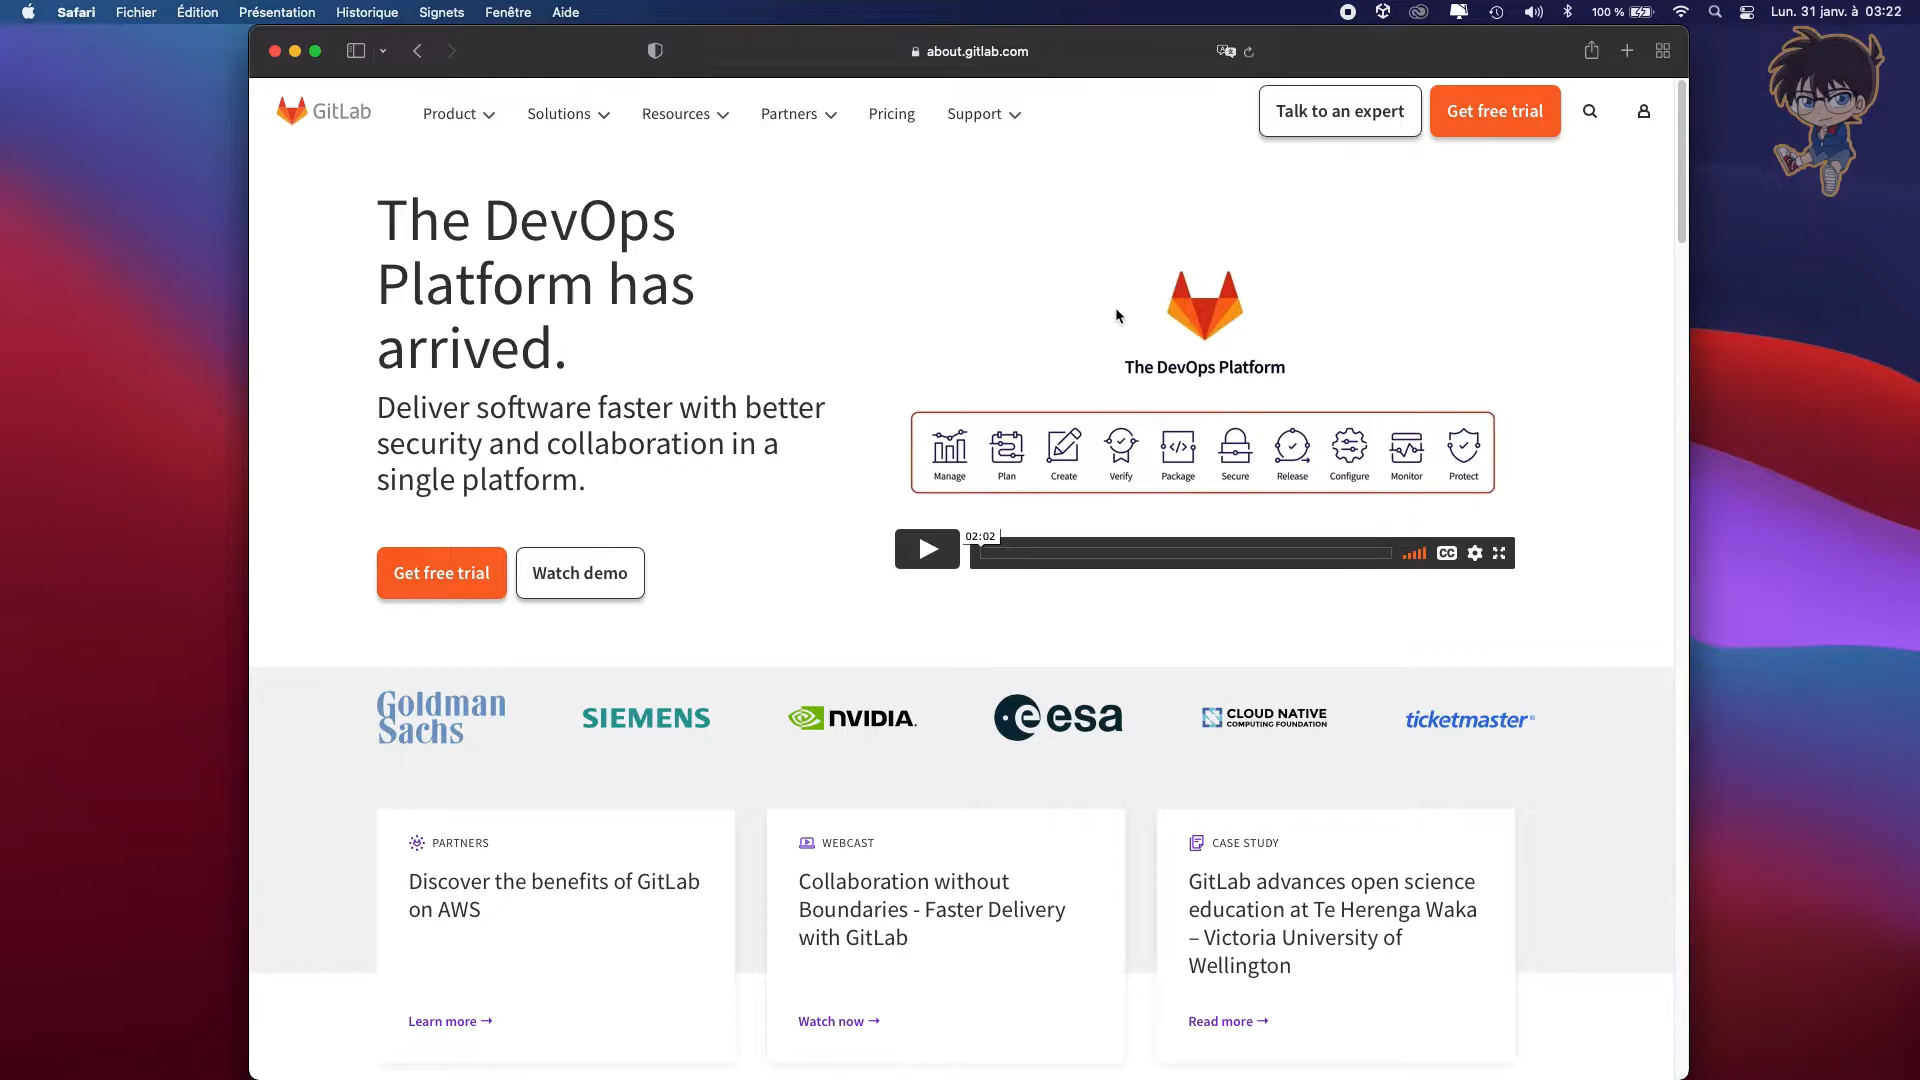 Safari Fichier Édition Présentation Historique Signets Fenêtre Aide 100 % Lun. 31 janv. à 03:22
about.gitlab.com
GitLab Product Solutions Resources Partners Pricing Support Talk to an expert Get free trial
The DevOps
Platform has
arrived.
Deliver software faster with better
security and collaboration in a
single platform.
Get free trial Watch demo
The DevOps Platform
Manage Plan Create Verify Package Secure Release Configure Monitor Protect
02:02
CC
Goldman
Sachs
SIEMENS
NVIDIA.
esa
CLOUD NATIVE
COMPUTING FOUNDATION
ticketmaster®
PARTNERS
Discover the benefits of GitLab
on AWS
Learn more →
WEBCAST
Collaboration without
Boundaries - Faster Delivery
with GitLab
Watch now →
CASE STUDY
GitLab advances open science
education at Te Herenga Waka
– Victoria University of
Wellington
Read more →